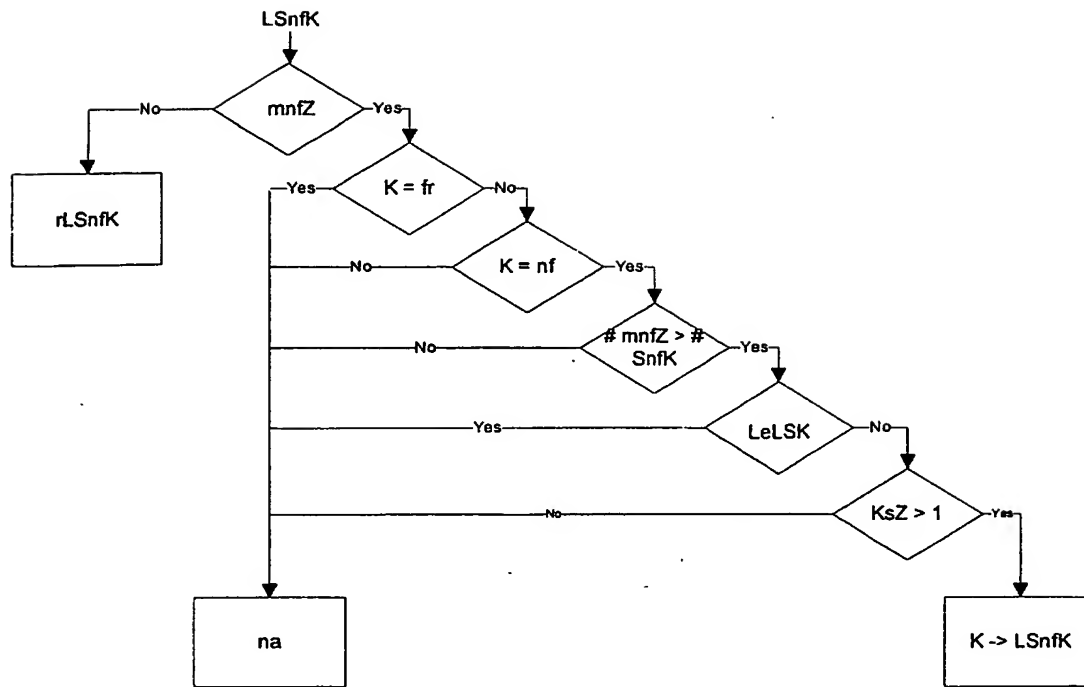 LSnfK
mnfZ
No
Yes
rLSnfK
K = fr
Yes
No
K = nf
No
Yes
# mnfZ > #
SnfK
No
Yes
LeLSK
Yes
No
KsZ > 1
No
Yes
na
K -> LSnfK